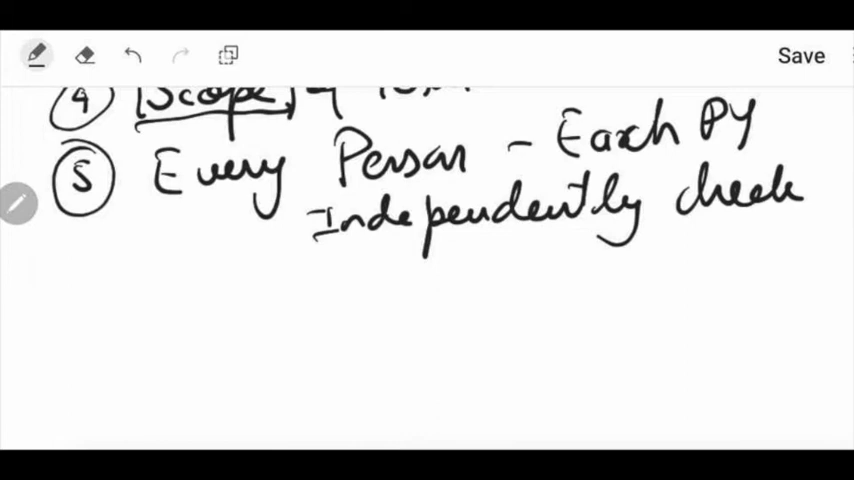 Save
④ [Scope]
⑤ Every Person - Each PY
Independently check